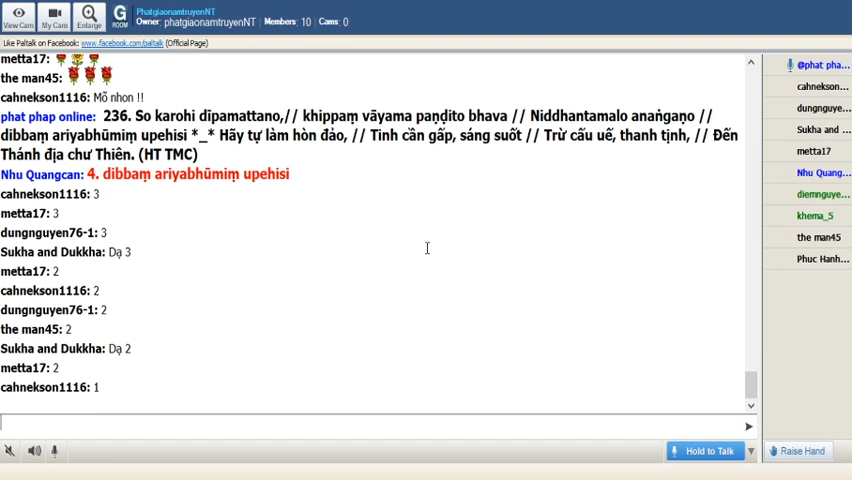 PhatgiaonamtruyenNT
Owner: phatgiaonamtruyenNT Members: 10 Cams: 0
View Cam My Cam Enlarge G ROOM
Like Paltalk on Facebook: www.facebook.com/paltalk (Official Page)
metta17:
the man45:
cahnekson1116: Mõ nhon !!
phat phap online: 236. So karohi dīpamattano,// khippaṃ vāyama paṇḍito bhava // Niddhantamalo anaṅgaṇo //
dibbaṃ ariyabhūmiṃ upehisi *_* Hãy tự làm hòn đảo, // Tinh cần gấp, sáng suốt // Trừ cấu uế, thanh tịnh, // Đến
Thánh địa chư Thiên. (HT TMC)
Nhu Quangcan: 4. dibbaṃ ariyabhūmiṃ upehisi
cahnekson1116: 3
metta17: 3
dungnguyen76-1: 3
Sukha and Dukkha: Dạ 3
metta17: 2
cahnekson1116: 2
dungnguyen76-1: 2
the man45: 2
Sukha and Dukkha: Dạ 2
metta17: 2
cahnekson1116: 1
@phat pha...
cahnekson...
dungnguye...
Sukha and ...
metta17
Nhu Quang...
diemnguye...
khema_5
the man45
Phuc Hanh...
Hold to Talk
Raise Hand